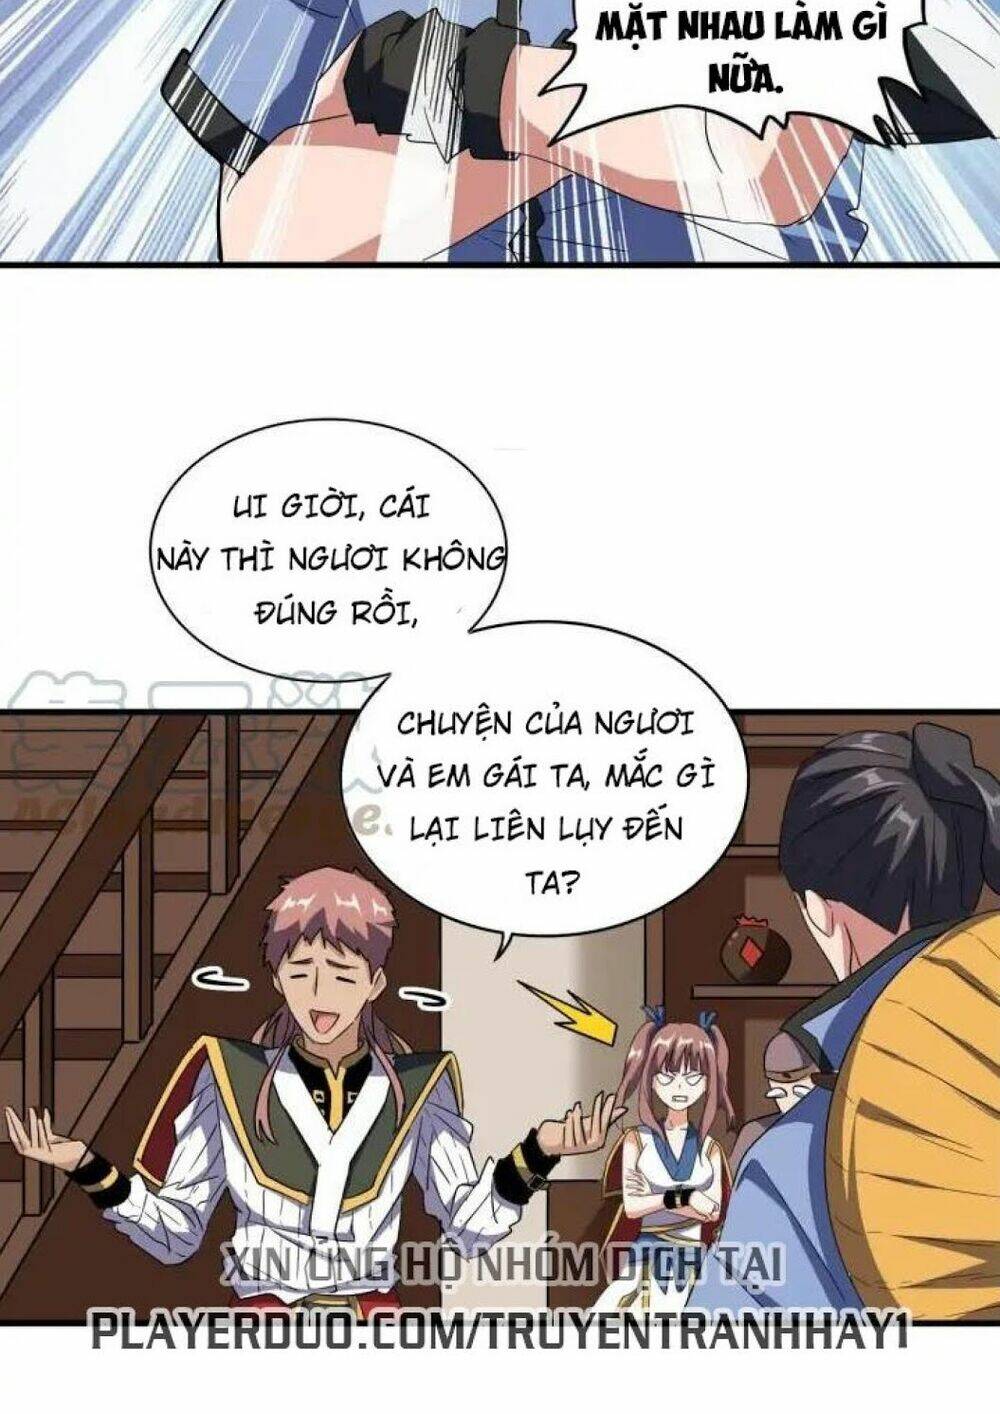 MẶT NHAU LÀM GÌ
NỮA.
UI GIỜI, CÁI
NÀY THÌ NGƯƠI KHÔNG
ĐÚNG RỒI,
CHUYỆN CỦA NGƯƠI
VÀ EM GÁI TA, MẮC GÌ
LẠI LIÊN LỤY ĐẾN
TA?
XIN ỦNG HỘ NHÓM DỊCH TẠI
PLAYERDUO.COM/TRUYENTRANHHAY1